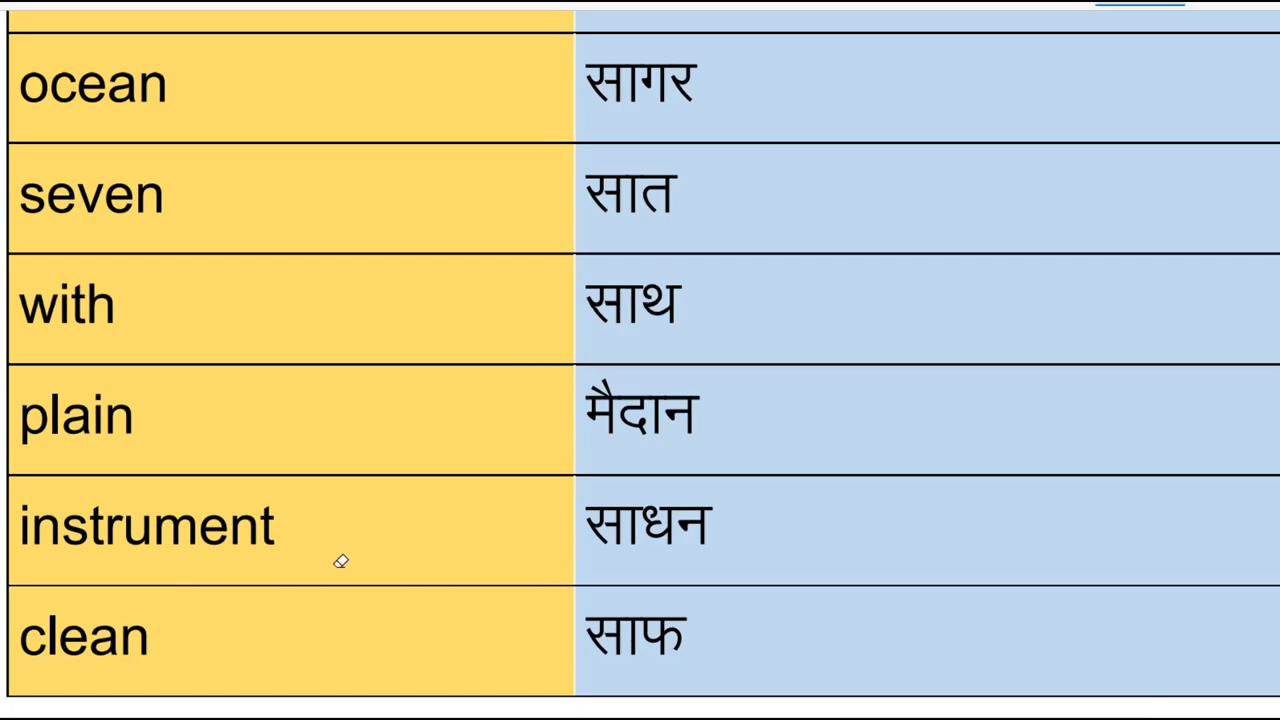 ocean सागर
seven सात
with साथ
plain मैदान
instrument साधन
clean साफ